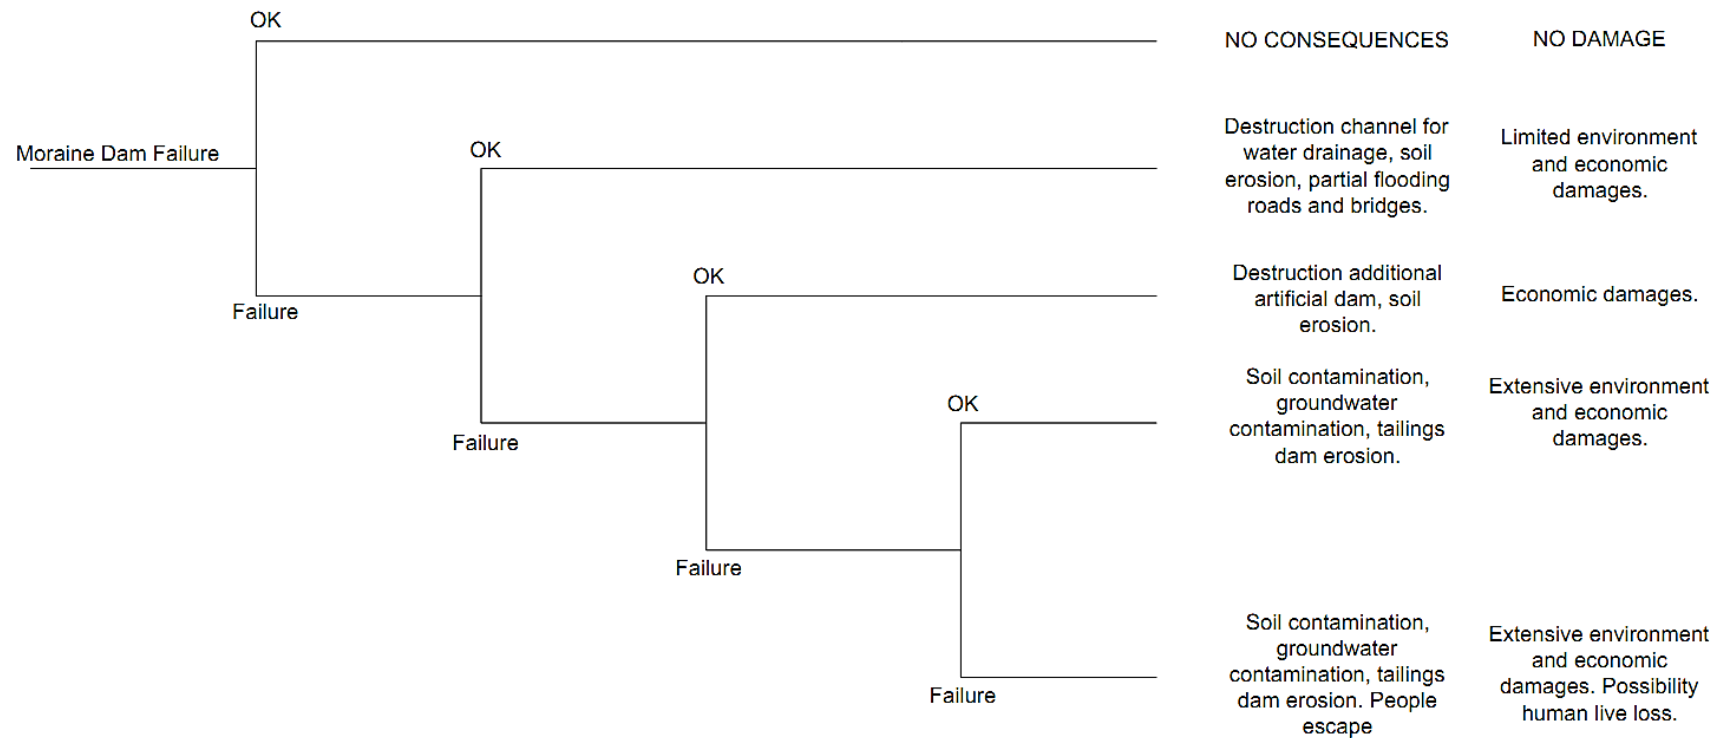 OK
NO CONSEQUENCES
NO DAMAGE
Moraine Dam Failure
OK
Destruction channel for
water drainage, soil
erosion, partial flooding
roads and bridges.
Limited environment
and economic
damages.
Failure
OK
Destruction additional
artificial dam, soil
erosion.
Economic damages.
Failure
OK
Soil contamination,
groundwater
contamination, tailings
dam erosion.
Extensive environment
and economic
damages.
Failure
Failure
Soil contamination,
groundwater
contamination, tailings
dam erosion. People
escape
Extensive environment
and economic
damages. Possibility
human live loss.